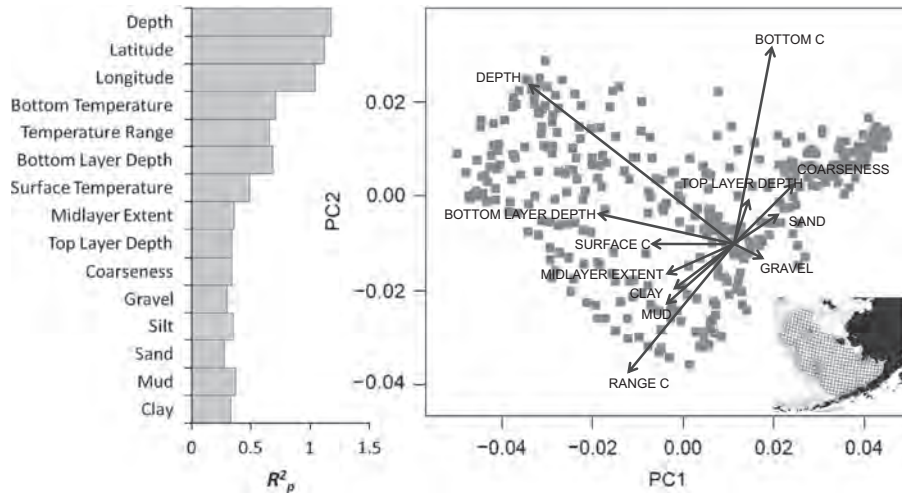 Depth
Latitude
Longitude
Bottom Temperature
Temperature Range
Bottom Layer Depth
Surface Temperature
Midlayer Extent
Top Layer Depth
Coarseness
Gravel
Silt
Sand
Mud
Clay
0 0.5 1 1.5
R²p
PC2
0.02
0.00
−0.02
−0.04
BOTTOM C
DEPTH
COARSENESS
TOP LAYER DEPTH
BOTTOM LAYER DEPTH
SAND
SURFACE C
GRAVEL
MIDLAYER EXTENT
CLAY
MUD
RANGE C
−0.04 −0.02 0.00 0.02 0.04
PC1